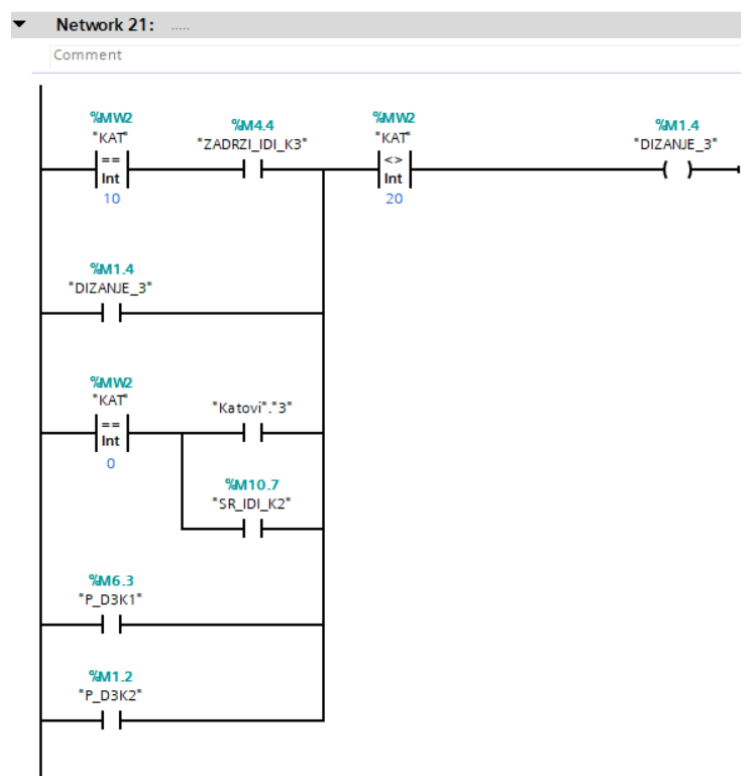 Network 21: .....
Comment
%MW2
"KAT"
==
Int
10
%M4.4
"ZADRZI_IDI_K3"
%MW2
"KAT"
<>
Int
20
%M1.4
"DIZANJE_3"
%M1.4
"DIZANJE_3"
%MW2
"KAT"
==
Int
0
"Katovi"."3"
%M10.7
"SR_IDI_K2"
%M6.3
"P_D3K1"
%M1.2
"P_D3K2"